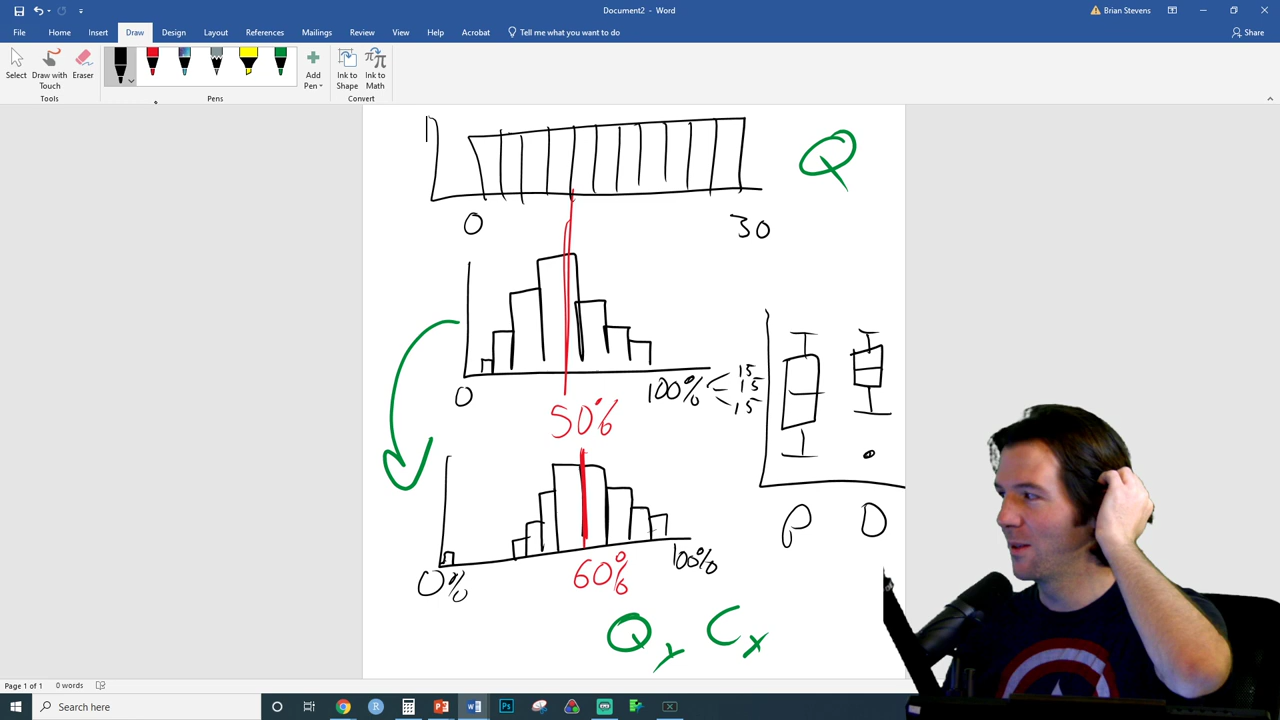 Document2 - Word
Brian Stevens
File Home Insert Draw Design Layout References Mailings Review View Help Acrobat Tell me what you want to do Share
Select Draw with Touch Eraser Add Pen Ink to Shape Ink to Math
Tools Pens Convert
Q
0 30
0 100% 15
15
15
50%
0% 60% 100%
P D
Qy Cx
Page 1 of 1 0 words
Search here